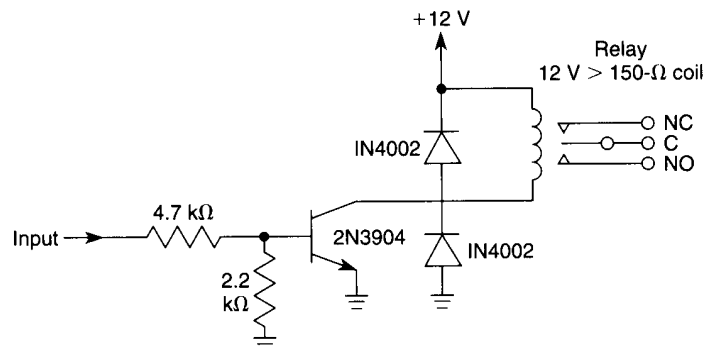 +12 V
Relay
12 V > 150-Ω coil
NC
C
NO
IN4002
4.7 kΩ
Input
2N3904
IN4002
2.2
kΩ